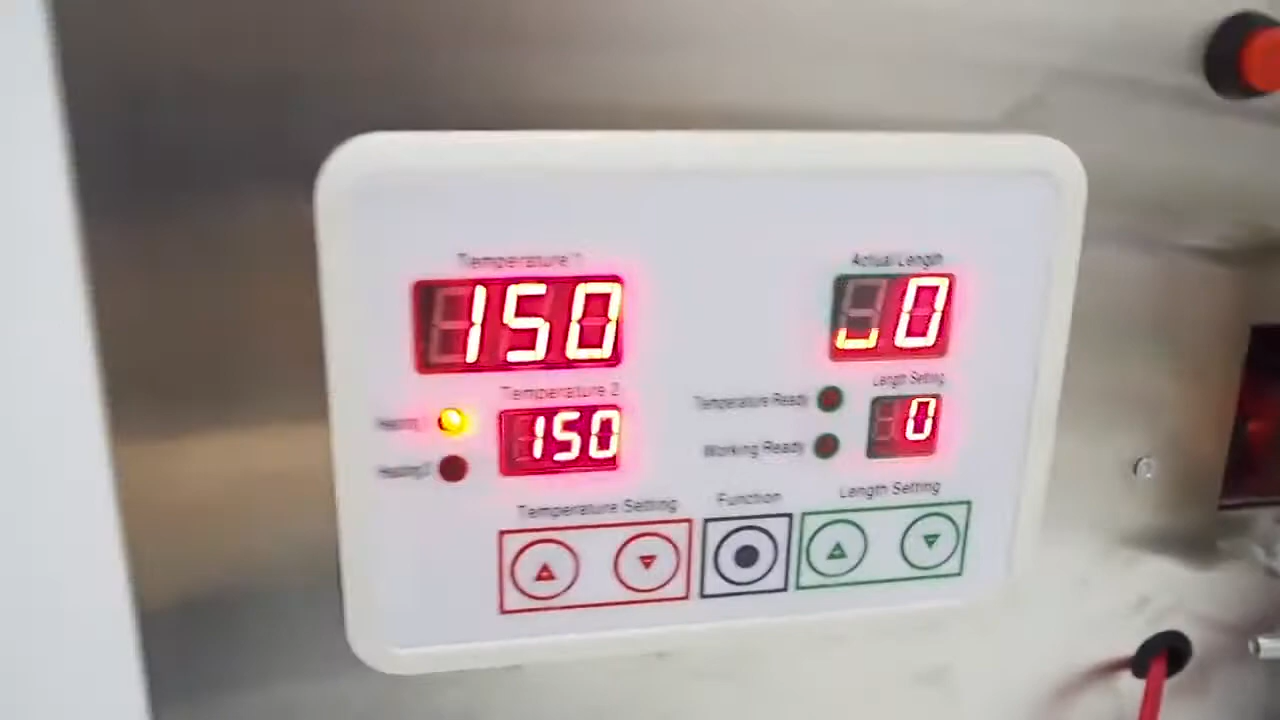 Temperature 1
Actual Length
150
0
Temperature 2
Length Setting
150
Temperature Ready
0
Working Ready
Temperature Setting
Function
Length Setting